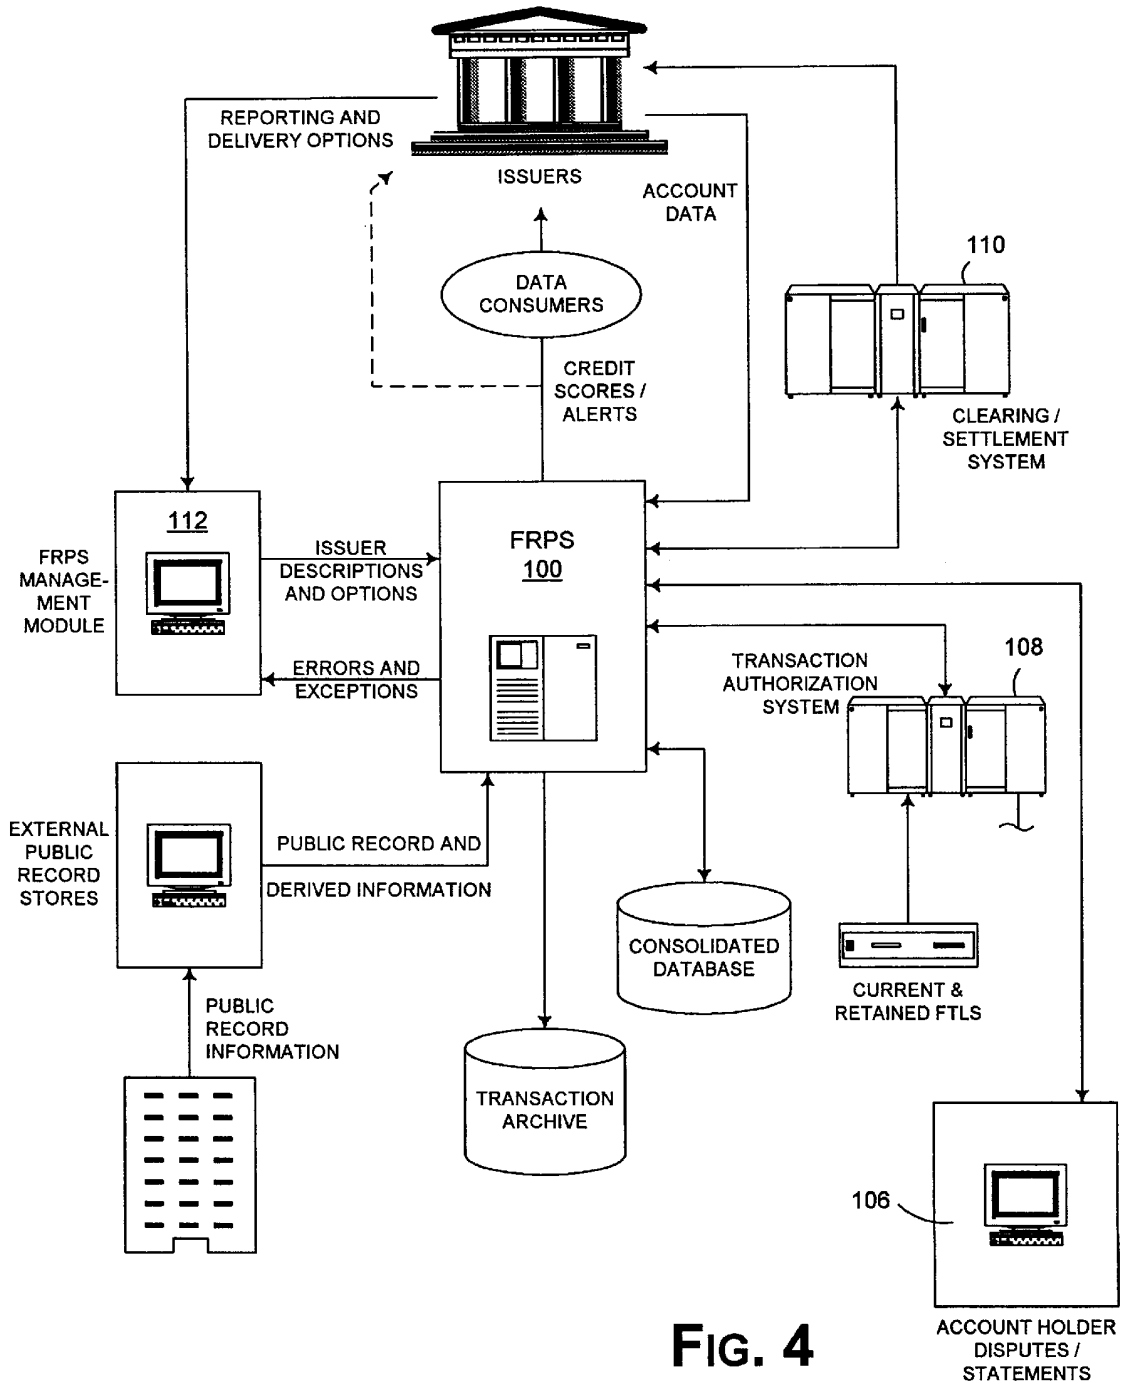 REPORTING AND
DELIVERY OPTIONS
ISSUERS
ACCOUNT
DATA
110
DATA
CONSUMERS
CREDIT
SCORES /
ALERTS
CLEARING /
SETTLEMENT
SYSTEM
112
FRPS
MANAGE-
MENT
MODULE
ISSUER
DESCRIPTIONS
AND OPTIONS
FRPS
100
ERRORS AND
EXCEPTIONS
TRANSACTION
AUTHORIZATION
SYSTEM
108
EXTERNAL
PUBLIC
RECORD
STORES
PUBLIC RECORD AND
DERIVED INFORMATION
CONSOLIDATED
DATABASE
CURRENT &
RETAINED FTLS
PUBLIC
RECORD
INFORMATION
TRANSACTION
ARCHIVE
106
ACCOUNT HOLDER
DISPUTES /
STATEMENTS
FIG. 4